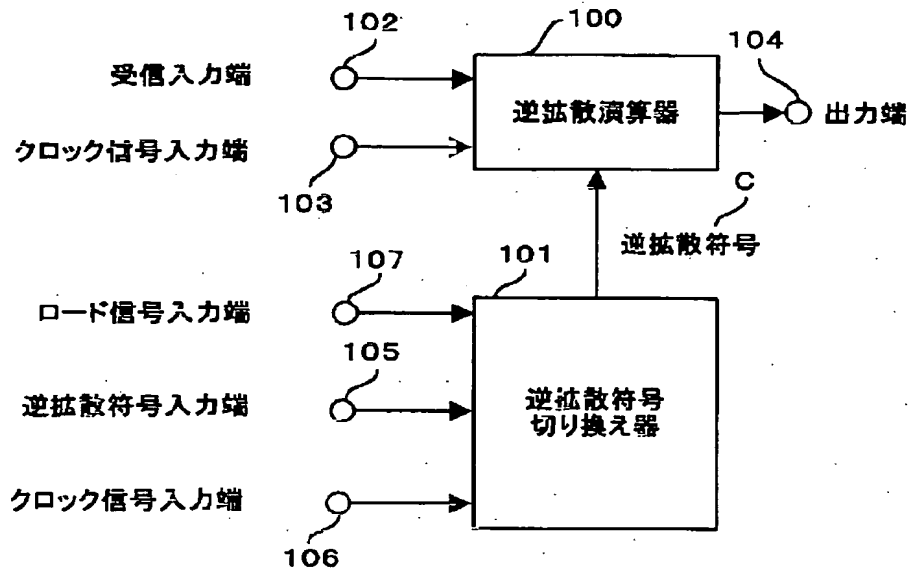 100
102
104
受信入力端
逆拡散演算器
出力端
クロック信号入力端
103
C
逆拡散符号
107
101
ロード信号入力端
105
逆拡散符号入力端
逆拡散符号
切り換え器
クロック信号入力端
106